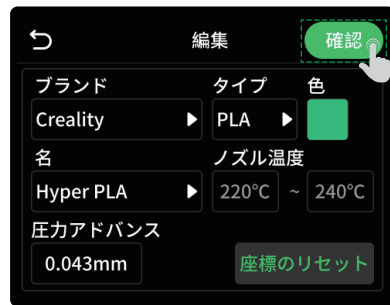 編集
確認
ブランド
タイプ
色
Creality
PLA
名
ノズル温度
Hyper PLA
220°C ~ 240°C
圧力アドバンス
0.043mm
座標のリセット